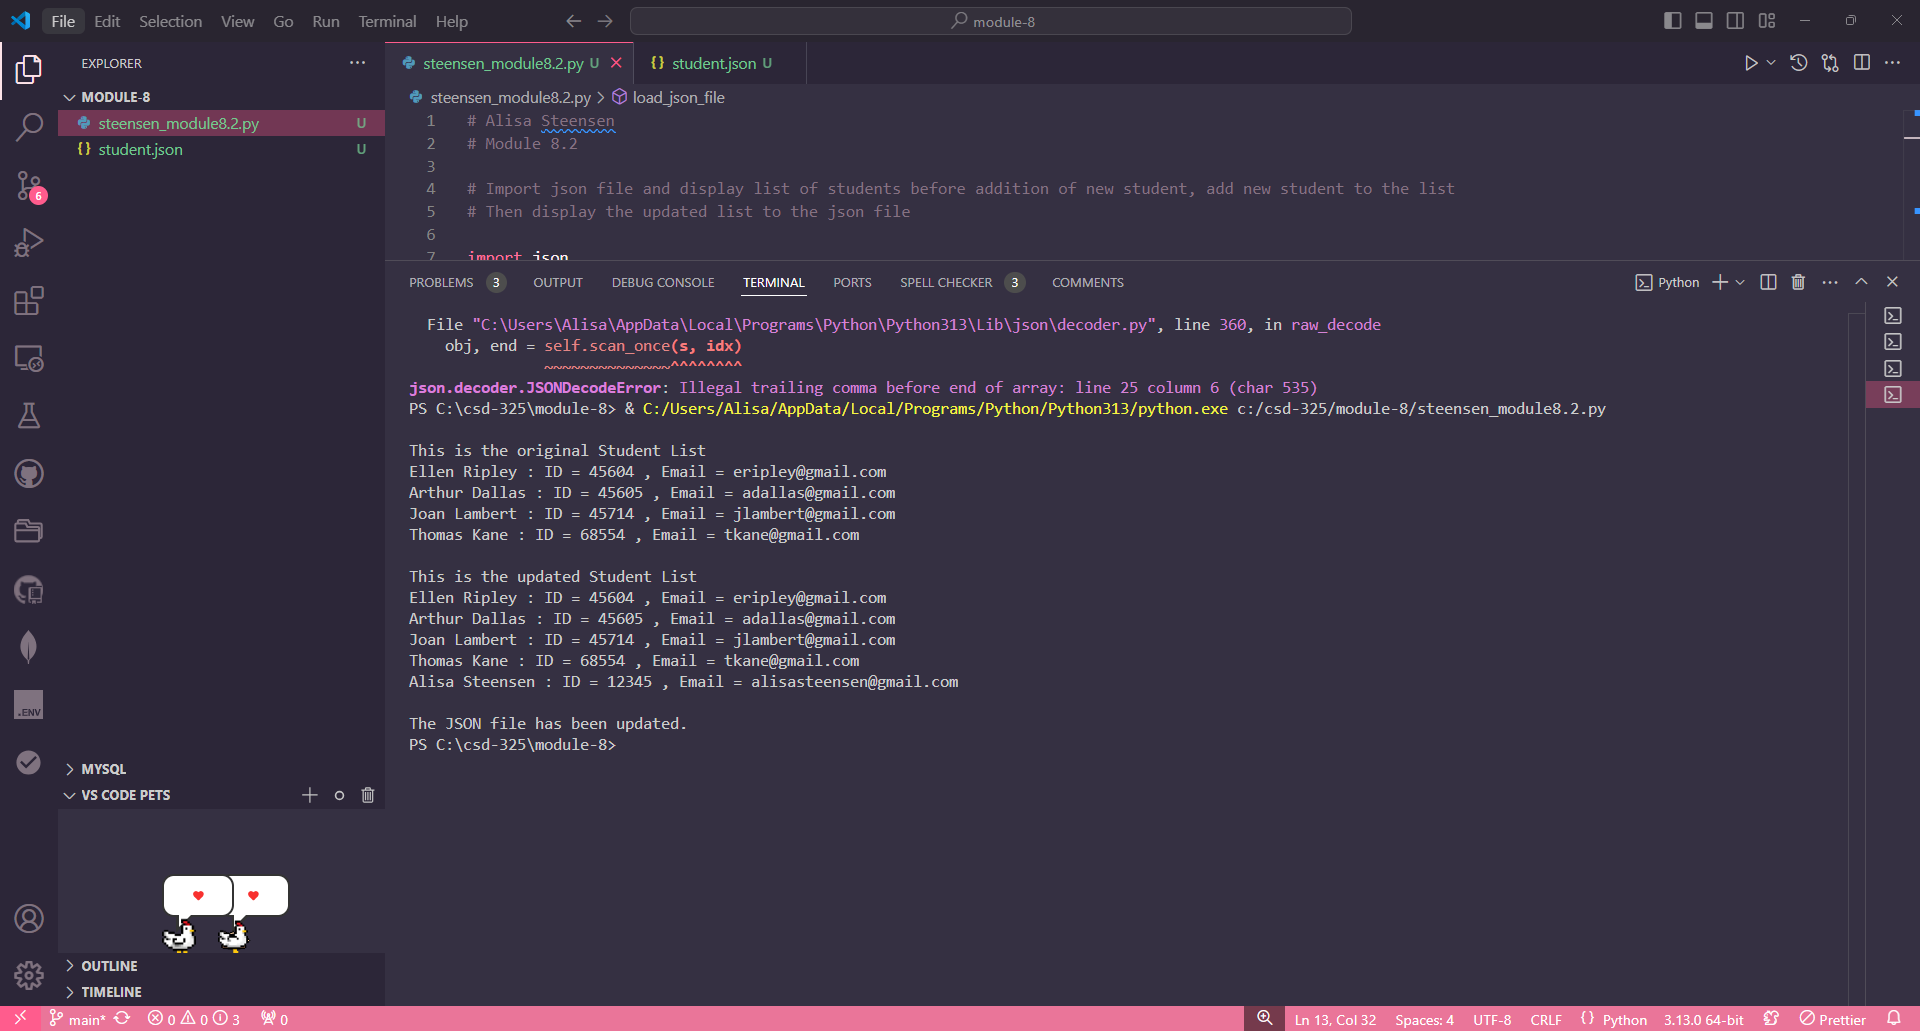 File Edit Selection View Go Run Terminal Help
module-8
EXPLORER
MODULE-8
steensen_module8.2.py U
student.json U
6
steensen_module8.2.py U
student.json U
steensen_module8.2.py > load_json_file
1 # Alisa Steensen
2 # Module 8.2
3
4 # Import json file and display list of students before addition of new student, add new student to the list
5 # Then display the updated list to the json file
6
7 import json
PROBLEMS 3 OUTPUT DEBUG CONSOLE TERMINAL PORTS SPELL CHECKER 3 COMMENTS
Python
File "C:\Users\Alisa\AppData\Local\Programs\Python\Python313\Lib\json\decoder.py", line 360, in raw_decode
obj, end = self.scan_once(s, idx)
~~~~~~~~~~~~~~^^^^^^^^
json.decoder.JSONDecodeError: Illegal trailing comma before end of array: line 25 column 6 (char 535)
PS C:\csd-325\module-8> & C:/Users/Alisa/AppData/Local/Programs/Python/Python313/python.exe c:/csd-325/module-8/steensen_module8.2.py
This is the original Student List
Ellen Ripley : ID = 45604 , Email = eripley@gmail.com
Arthur Dallas : ID = 45605 , Email = adallas@gmail.com
Joan Lambert : ID = 45714 , Email = jlambert@gmail.com
Thomas Kane : ID = 68554 , Email = tkane@gmail.com
This is the updated Student List
Ellen Ripley : ID = 45604 , Email = eripley@gmail.com
Arthur Dallas : ID = 45605 , Email = adallas@gmail.com
Joan Lambert : ID = 45714 , Email = jlambert@gmail.com
Thomas Kane : ID = 68554 , Email = tkane@gmail.com
Alisa Steensen : ID = 12345 , Email = alisasteensen@gmail.com
The JSON file has been updated.
PS C:\csd-325\module-8>
.ENV
MYSQL
VS CODE PETS
OUTLINE
TIMELINE
main* 0 0 3 0
Ln 13, Col 32 Spaces: 4 UTF-8 CRLF {} Python 3.13.0 64-bit Prettier